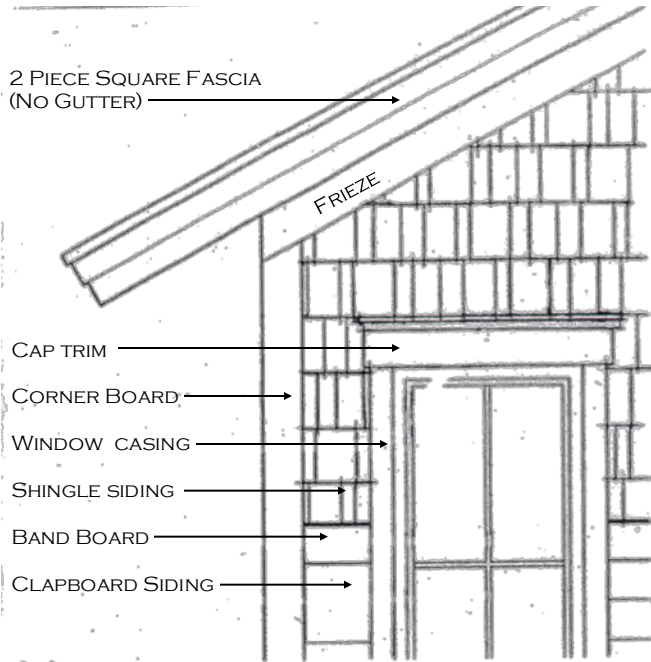 2 Piece Square Fascia
(No Gutter)
Frieze
Cap trim
Corner Board
Window casing
Shingle siding
Band Board
Clapboard Siding